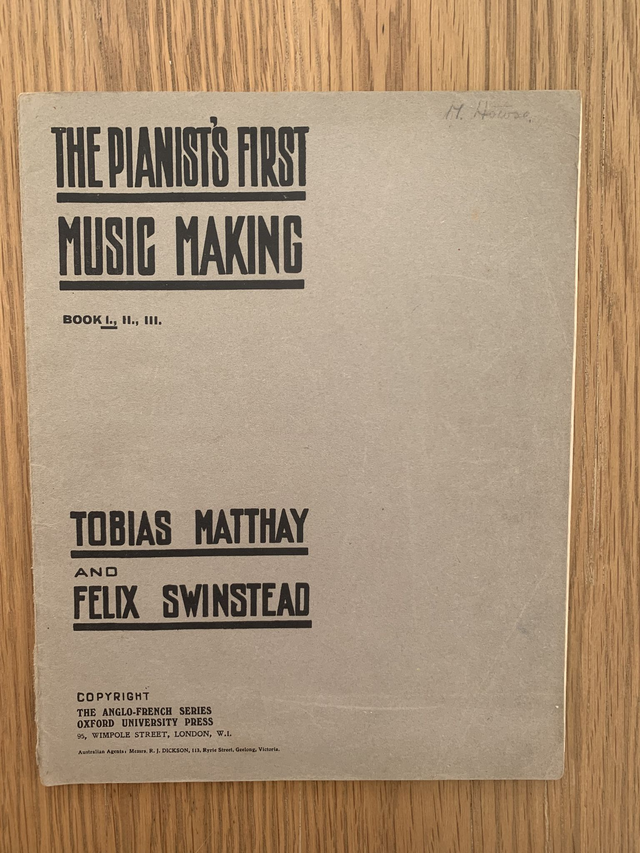 M. Howse.
THE PIANIST'S FIRST
MUSIC MAKING
BOOK I., II., III.
TOBIAS MATTHAY
AND
FELIX SWINSTEAD
COPYRIGHT
THE ANGLO-FRENCH SERIES
OXFORD UNIVERSITY PRESS
95, WIMPOLE STREET, LONDON, W.1.
Australian Agents: Messrs. R. J. DICKSON, 113, Ryrie Street, Geelong, Victoria.